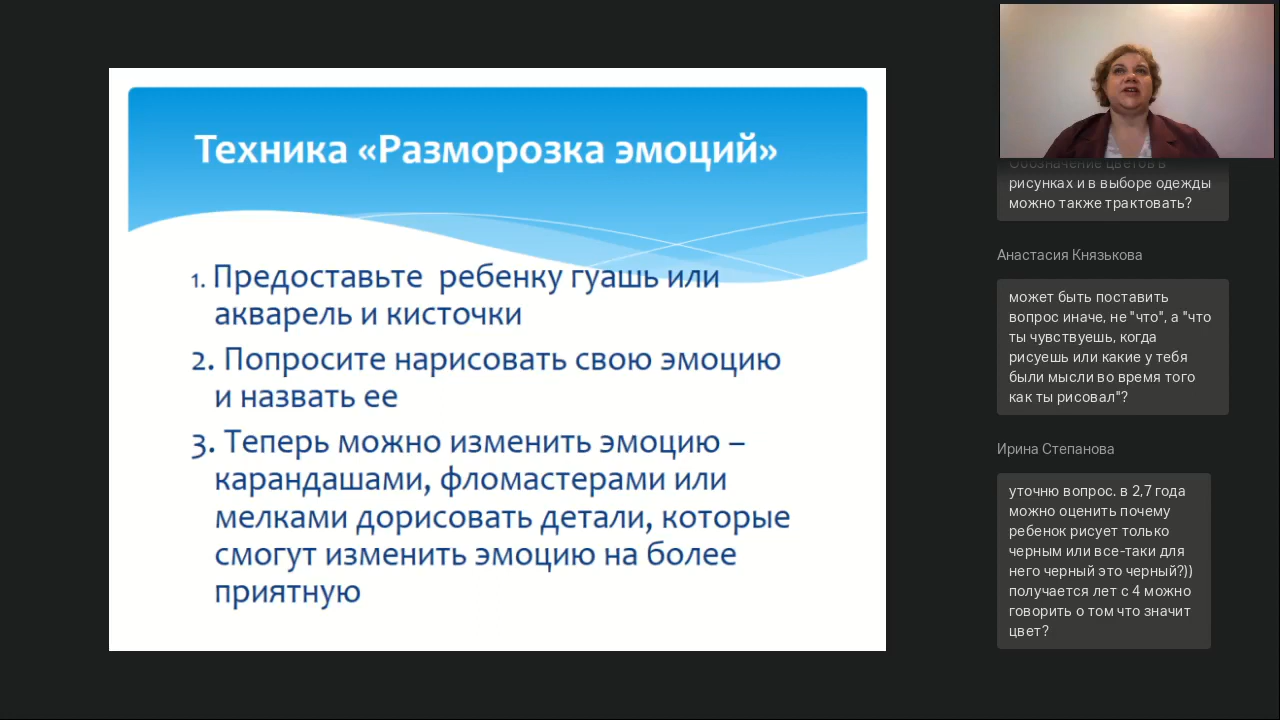 Техника «Разморозка эмоций»
1. Предоставьте ребенку гуашь или
акварель и кисточки
2. Попросите нарисовать свою эмоцию
и назвать ее
3. Теперь можно изменить эмоцию –
карандашами, фломастерами или
мелками дорисовать детали, которые
смогут изменить эмоцию на более
приятную
Обозначение цветов в
рисунках и в выборе одежды
можно также трактовать?
Анастасия Князькова
может быть поставить
вопрос иначе, не "что", а "что
ты чувствуешь, когда
рисуешь или какие у тебя
были мысли во время того
как ты рисовал"?
Ирина Степанова
уточню вопрос. в 2,7 года
можно оценить почему
ребенок рисует только
черным или все-таки для
него черный это черный?))
получается лет с 4 можно
говорить о том что значит
цвет?